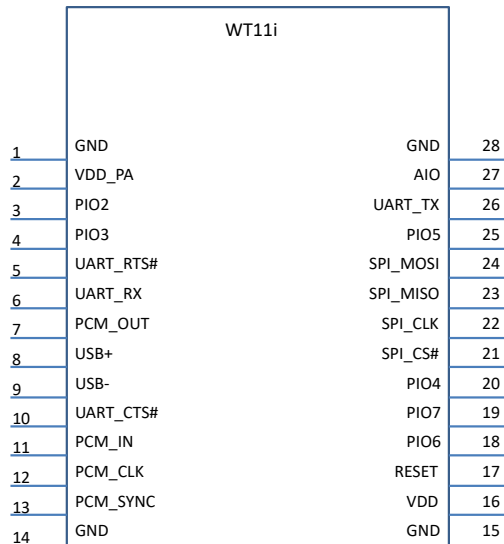 WT11i
1 GND GND 28
2 VDD_PA AIO 27
3 PIO2 UART_TX 26
4 PIO3 PIO5 25
5 UART_RTS# SPI_MOSI 24
6 UART_RX SPI_MISO 23
7 PCM_OUT SPI_CLK 22
8 USB+ SPI_CS# 21
9 USB- PIO4 20
10 UART_CTS# PIO7 19
11 PCM_IN PIO6 18
12 PCM_CLK RESET 17
13 PCM_SYNC VDD 16
14 GND GND 15